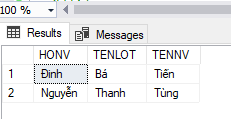 100 %
Results Messages
HONV TENLOT TENNV
1 Đinh Bá Tiến
2 Nguyễn Thanh Tùng